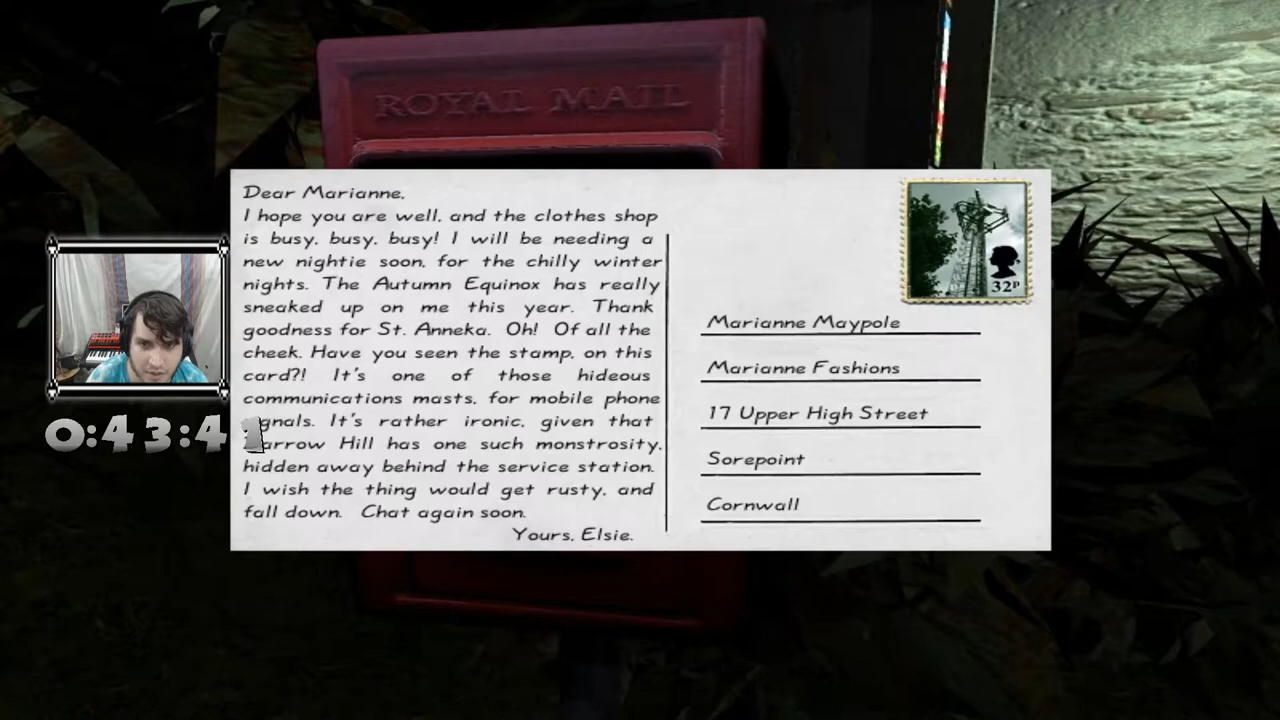 ROYAL MAIL
Dear Marianne,
I hope you are well, and the clothes shop
is busy, busy, busy! I will be needing a
new nightie soon, for the chilly winter
nights. The Autumn Equinox has really
sneaked up on me this year. Thank
goodness for St. Anneka. Oh! Of all the
cheek. Have you seen the stamp, on this
card?! It's one of those hideous
communications masts, for mobile phone
It's rather ironic, given that
Hill has one such monstrosity,
hidden away behind the service station.
I wish the thing would get rusty, and
fall down. Chat again soon.
Yours, Elsie.
32P
Marianne Maypole
Marianne Fashions
17 Upper High Street
Sorepoint
Cornwall
0:43:41